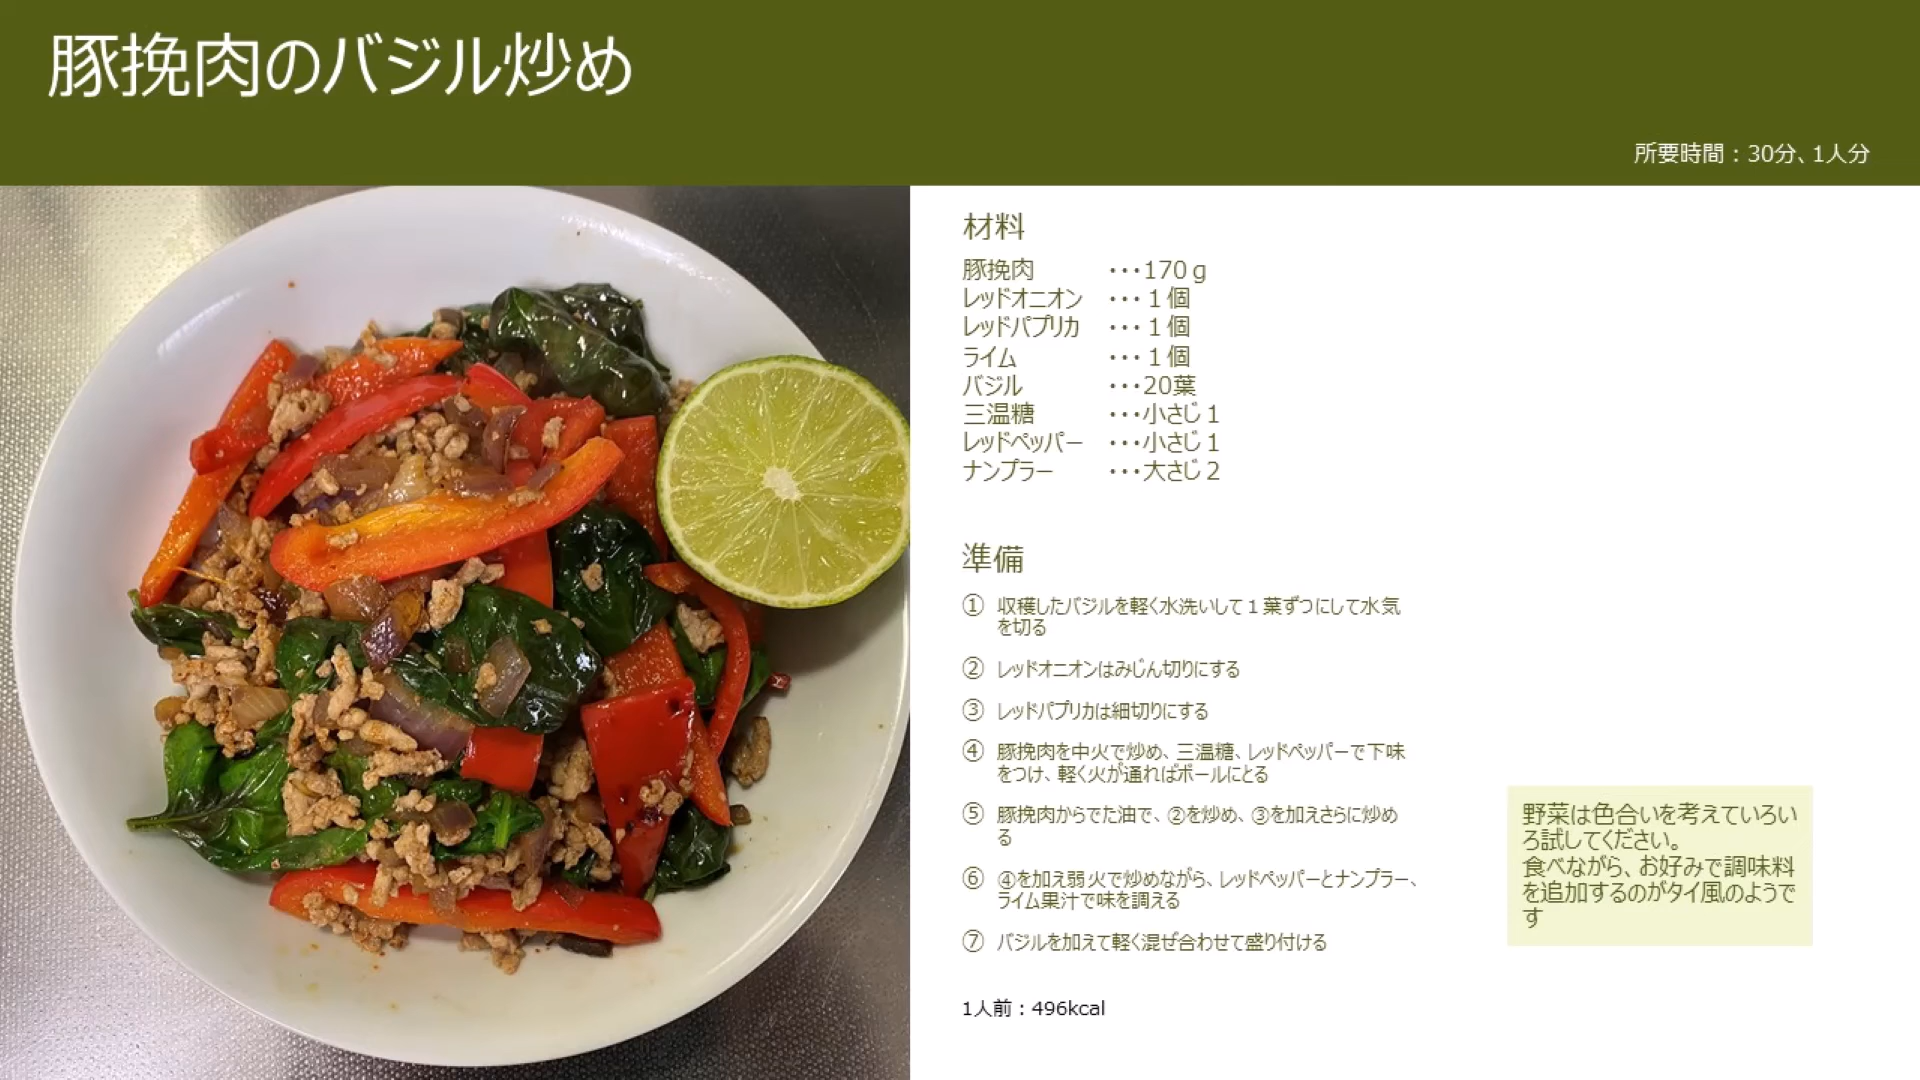 豚挽肉のバジル炒め
所要時間：30分、1人分
材料
豚挽肉 ･･･170ｇ
レッドオニオン ･･･１個
レッドパプリカ ･･･１個
ライム ･･･１個
バジル ･･･20葉
三温糖 ･･･小さじ１
レッドペッパー ･･･小さじ１
ナンプラー ･･･大さじ２
準備
① 収穫したバジルを軽く水洗いして１葉ずつにして水気
を切る
② レッドオニオンはみじん切りにする
③ レッドパプリカは細切りにする
④ 豚挽肉を中火で炒め、三温糖、レッドペッパーで下味
をつけ、軽く火が通ればボールにとる
⑤ 豚挽肉からでた油で、②を炒め、③を加えさらに炒め
る
⑥ ④を加え弱火で炒めながら、レッドペッパーとナンプラー、
ライム果汁で味を調える
⑦ バジルを加えて軽く混ぜ合わせて盛り付ける
1人前：496kcal
野菜は色合いを考えていろい
ろ試してください。
食べながら、お好みで調味料
を追加するのがタイ風のようで
す